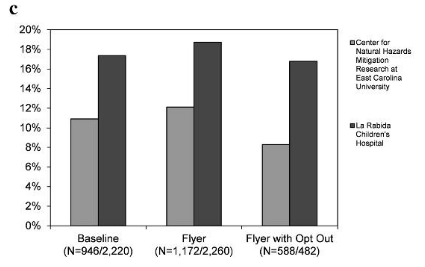 c
20%
18%
16%
14%
12%
10%
8%
6%
4%
2%
0%
Baseline
(N=946/2,220)
Flyer
(N=1,172/2,260)
Flyer with Opt Out
(N=588/482)
Center for
Natural Hazards
Mitigation
Research at
East Carolina
University
La Rabida
Children's
Hospital